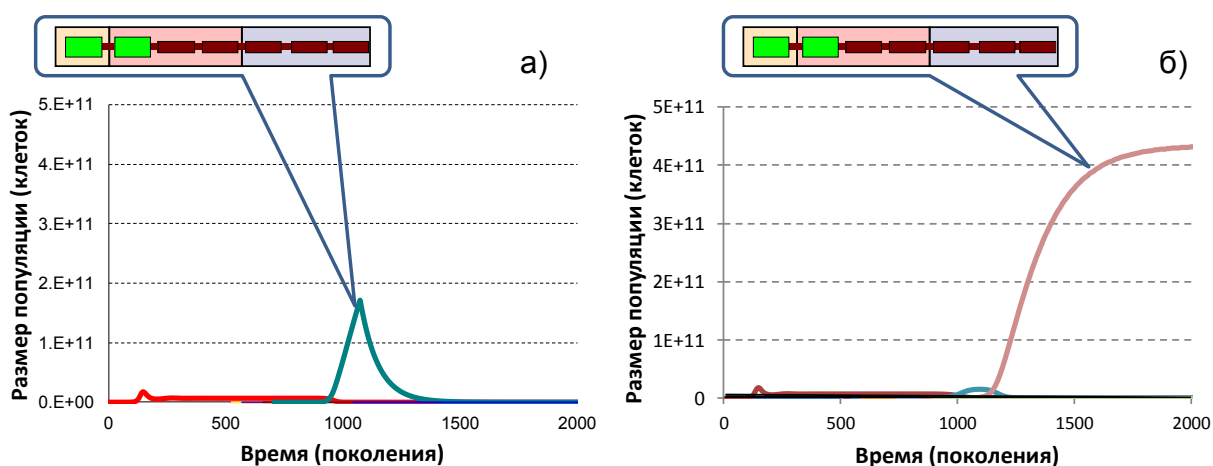 а)
5.E+11
4.E+11
3.E+11
2.E+11
1.E+11
0.E+00
0
500
1000
1500
2000
Размер популяции (клеток)
Время (поколения)
б)
5E+11
4E+11
3E+11
2E+11
1E+11
0
0
500
1000
1500
2000
Размер популяции (клеток)
Время (поколения)